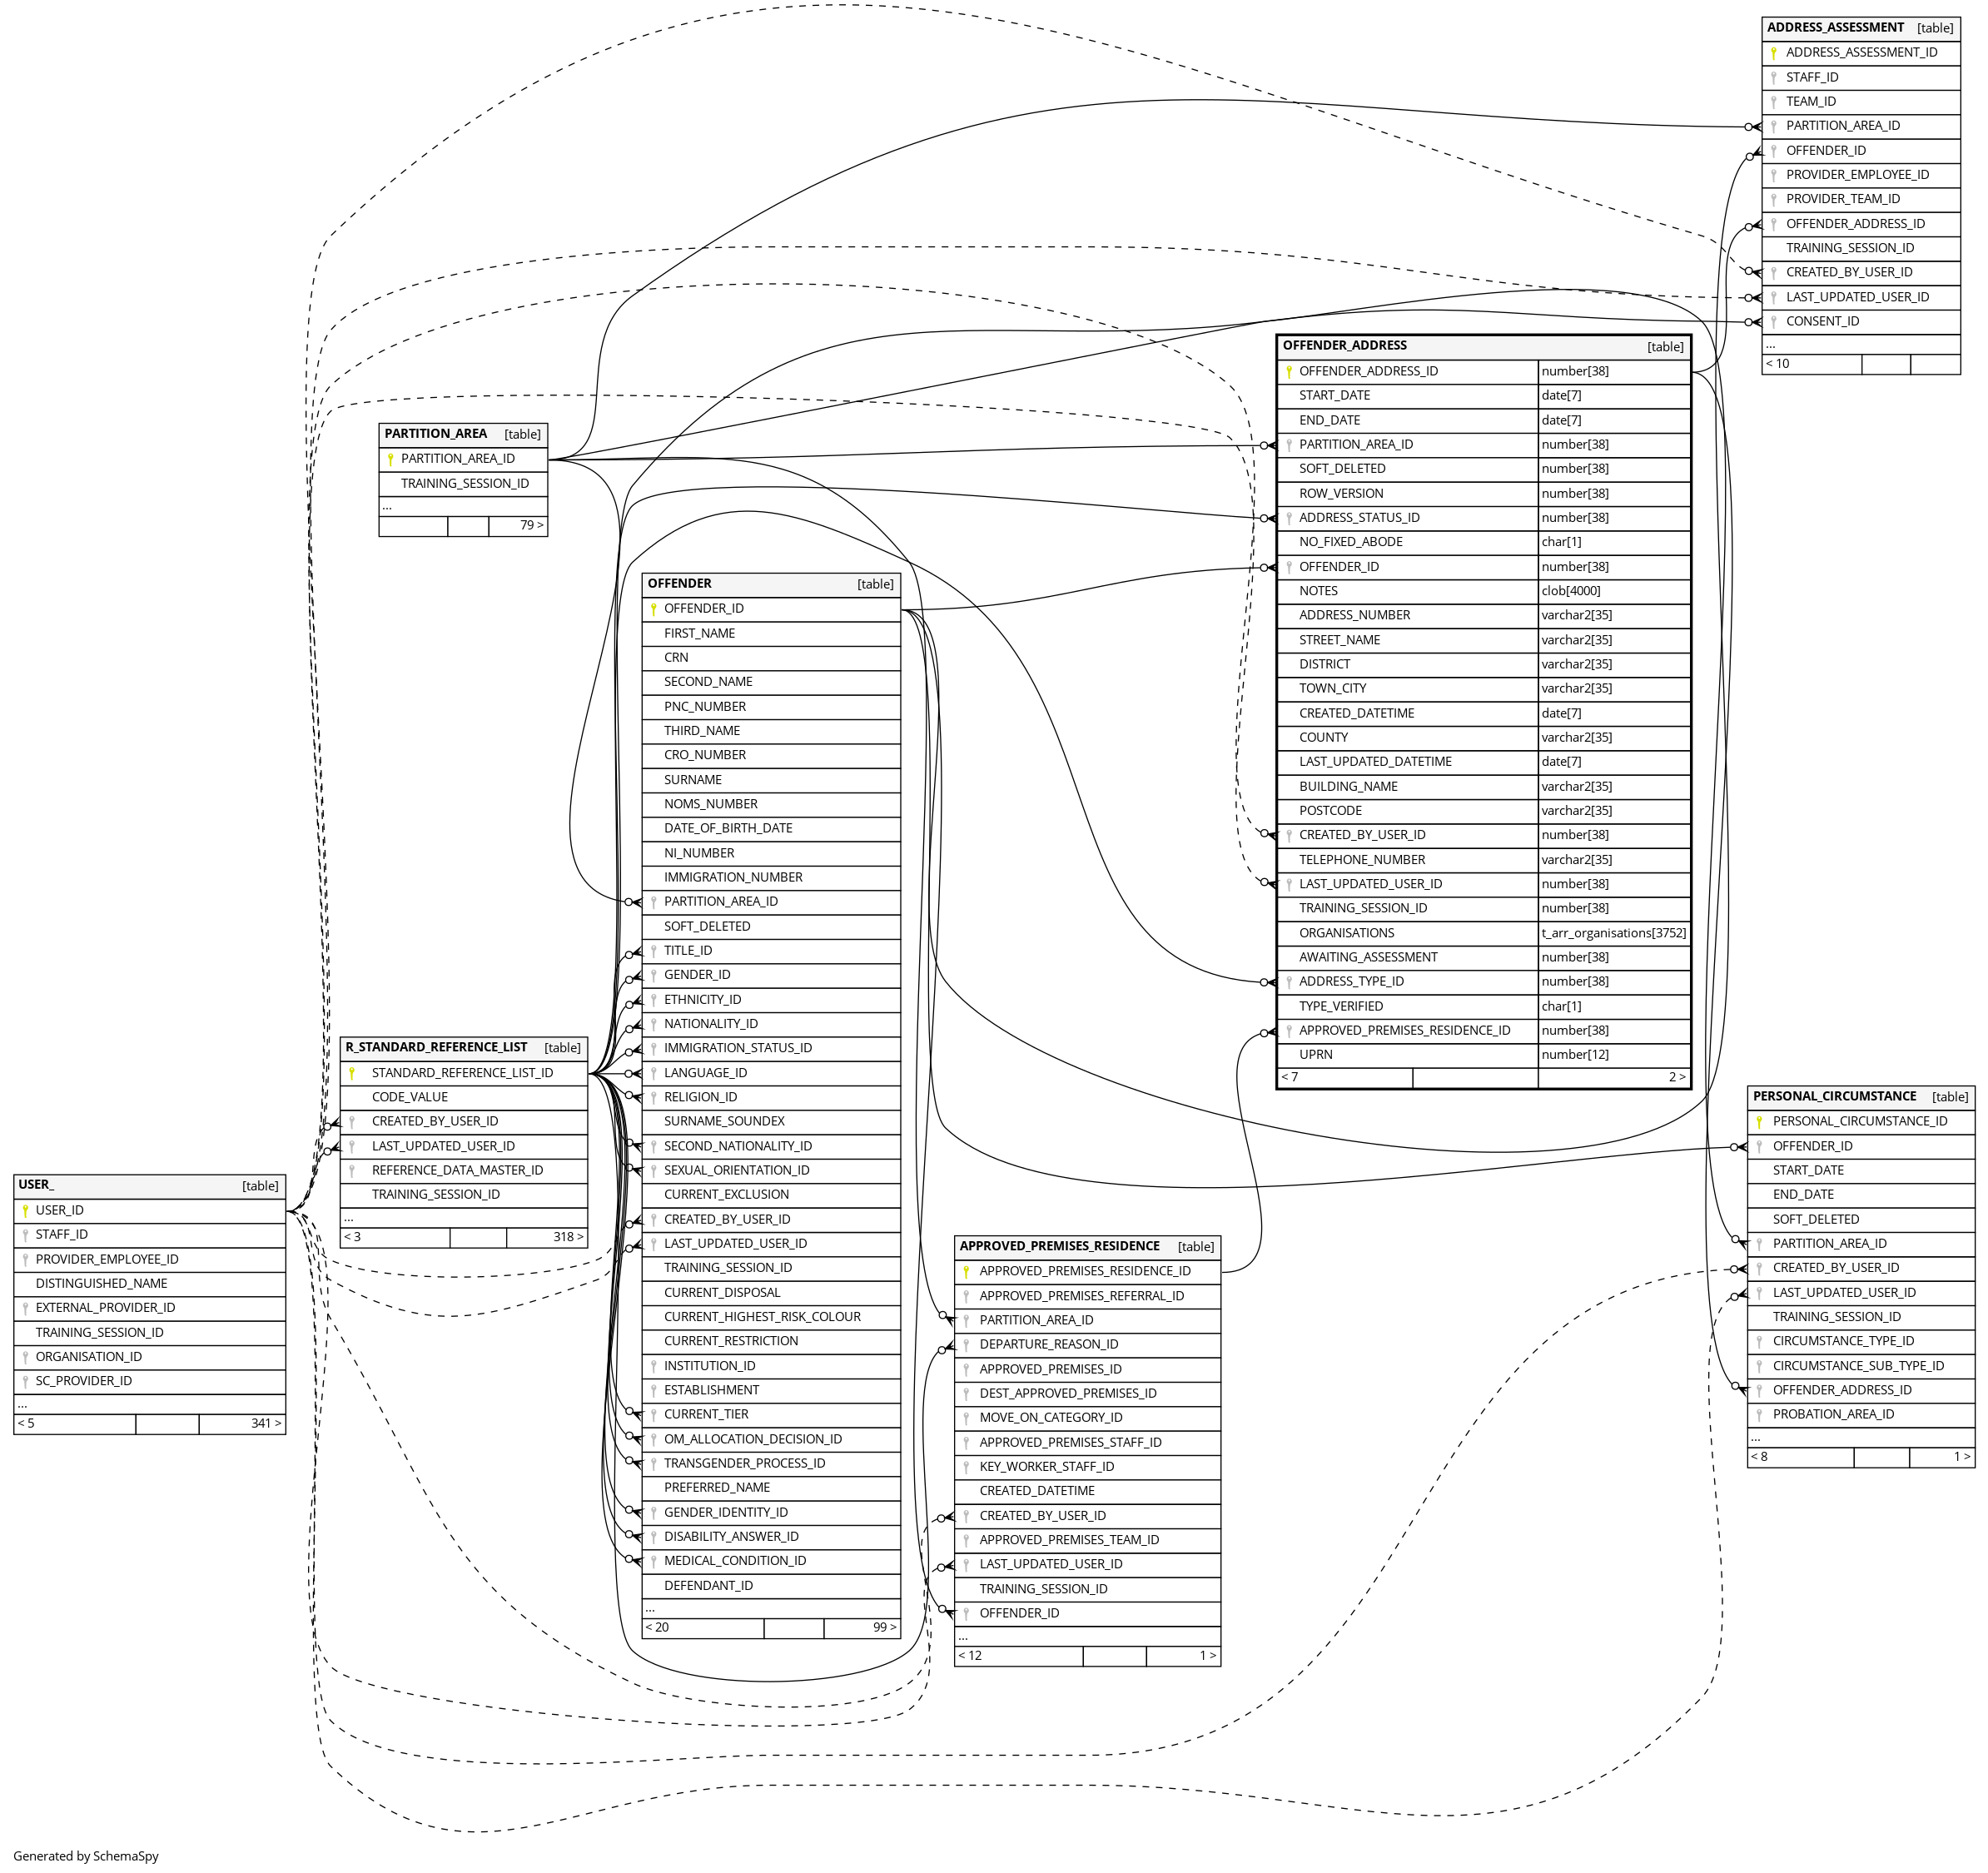 ADDRESS_ASSESSMENT [table]
ADDRESS_ASSESSMENT_ID
STAFF_ID
TEAM_ID
PARTITION_AREA_ID
OFFENDER_ID
PROVIDER_EMPLOYEE_ID
PROVIDER_TEAM_ID
OFFENDER_ADDRESS_ID
TRAINING_SESSION_ID
CREATED_BY_USER_ID
LAST_UPDATED_USER_ID
CONSENT_ID
...
< 10
OFFENDER_ADDRESS [table]
OFFENDER_ADDRESS_ID number[38]
START_DATE date[7]
END_DATE date[7]
PARTITION_AREA_ID number[38]
SOFT_DELETED number[38]
ROW_VERSION number[38]
ADDRESS_STATUS_ID number[38]
NO_FIXED_ABODE char[1]
OFFENDER_ID number[38]
NOTES clob[4000]
ADDRESS_NUMBER varchar2[35]
STREET_NAME varchar2[35]
DISTRICT varchar2[35]
TOWN_CITY varchar2[35]
CREATED_DATETIME date[7]
COUNTY varchar2[35]
LAST_UPDATED_DATETIME date[7]
BUILDING_NAME varchar2[35]
POSTCODE varchar2[35]
CREATED_BY_USER_ID number[38]
TELEPHONE_NUMBER varchar2[35]
LAST_UPDATED_USER_ID number[38]
TRAINING_SESSION_ID number[38]
ORGANISATIONS t_arr_organisations[3752]
AWAITING_ASSESSMENT number[38]
ADDRESS_TYPE_ID number[38]
TYPE_VERIFIED char[1]
APPROVED_PREMISES_RESIDENCE_ID number[38]
UPRN number[12]
< 7 2 >
PARTITION_AREA [table]
PARTITION_AREA_ID
TRAINING_SESSION_ID
...
79 >
OFFENDER [table]
OFFENDER_ID
FIRST_NAME
CRN
SECOND_NAME
PNC_NUMBER
THIRD_NAME
CRO_NUMBER
SURNAME
NOMS_NUMBER
DATE_OF_BIRTH_DATE
NI_NUMBER
IMMIGRATION_NUMBER
PARTITION_AREA_ID
SOFT_DELETED
TITLE_ID
GENDER_ID
ETHNICITY_ID
NATIONALITY_ID
IMMIGRATION_STATUS_ID
LANGUAGE_ID
RELIGION_ID
SURNAME_SOUNDEX
SECOND_NATIONALITY_ID
SEXUAL_ORIENTATION_ID
CURRENT_EXCLUSION
CREATED_BY_USER_ID
LAST_UPDATED_USER_ID
TRAINING_SESSION_ID
CURRENT_DISPOSAL
CURRENT_HIGHEST_RISK_COLOUR
CURRENT_RESTRICTION
INSTITUTION_ID
ESTABLISHMENT
CURRENT_TIER
OM_ALLOCATION_DECISION_ID
TRANSGENDER_PROCESS_ID
PREFERRED_NAME
GENDER_IDENTITY_ID
DISABILITY_ANSWER_ID
MEDICAL_CONDITION_ID
DEFENDANT_ID
...
< 20 99 >
R_STANDARD_REFERENCE_LIST [table]
STANDARD_REFERENCE_LIST_ID
CODE_VALUE
CREATED_BY_USER_ID
LAST_UPDATED_USER_ID
REFERENCE_DATA_MASTER_ID
TRAINING_SESSION_ID
...
< 3 318 >
USER_ [table]
USER_ID
STAFF_ID
PROVIDER_EMPLOYEE_ID
DISTINGUISHED_NAME
EXTERNAL_PROVIDER_ID
TRAINING_SESSION_ID
ORGANISATION_ID
SC_PROVIDER_ID
...
< 5 341 >
APPROVED_PREMISES_RESIDENCE [table]
APPROVED_PREMISES_RESIDENCE_ID
APPROVED_PREMISES_REFERRAL_ID
PARTITION_AREA_ID
DEPARTURE_REASON_ID
APPROVED_PREMISES_ID
DEST_APPROVED_PREMISES_ID
MOVE_ON_CATEGORY_ID
APPROVED_PREMISES_STAFF_ID
KEY_WORKER_STAFF_ID
CREATED_DATETIME
CREATED_BY_USER_ID
APPROVED_PREMISES_TEAM_ID
LAST_UPDATED_USER_ID
TRAINING_SESSION_ID
OFFENDER_ID
...
< 12 1 >
PERSONAL_CIRCUMSTANCE [table]
PERSONAL_CIRCUMSTANCE_ID
OFFENDER_ID
START_DATE
END_DATE
SOFT_DELETED
PARTITION_AREA_ID
CREATED_BY_USER_ID
LAST_UPDATED_USER_ID
TRAINING_SESSION_ID
CIRCUMSTANCE_TYPE_ID
CIRCUMSTANCE_SUB_TYPE_ID
OFFENDER_ADDRESS_ID
PROBATION_AREA_ID
...
< 8 1 >
Generated by SchemaSpy